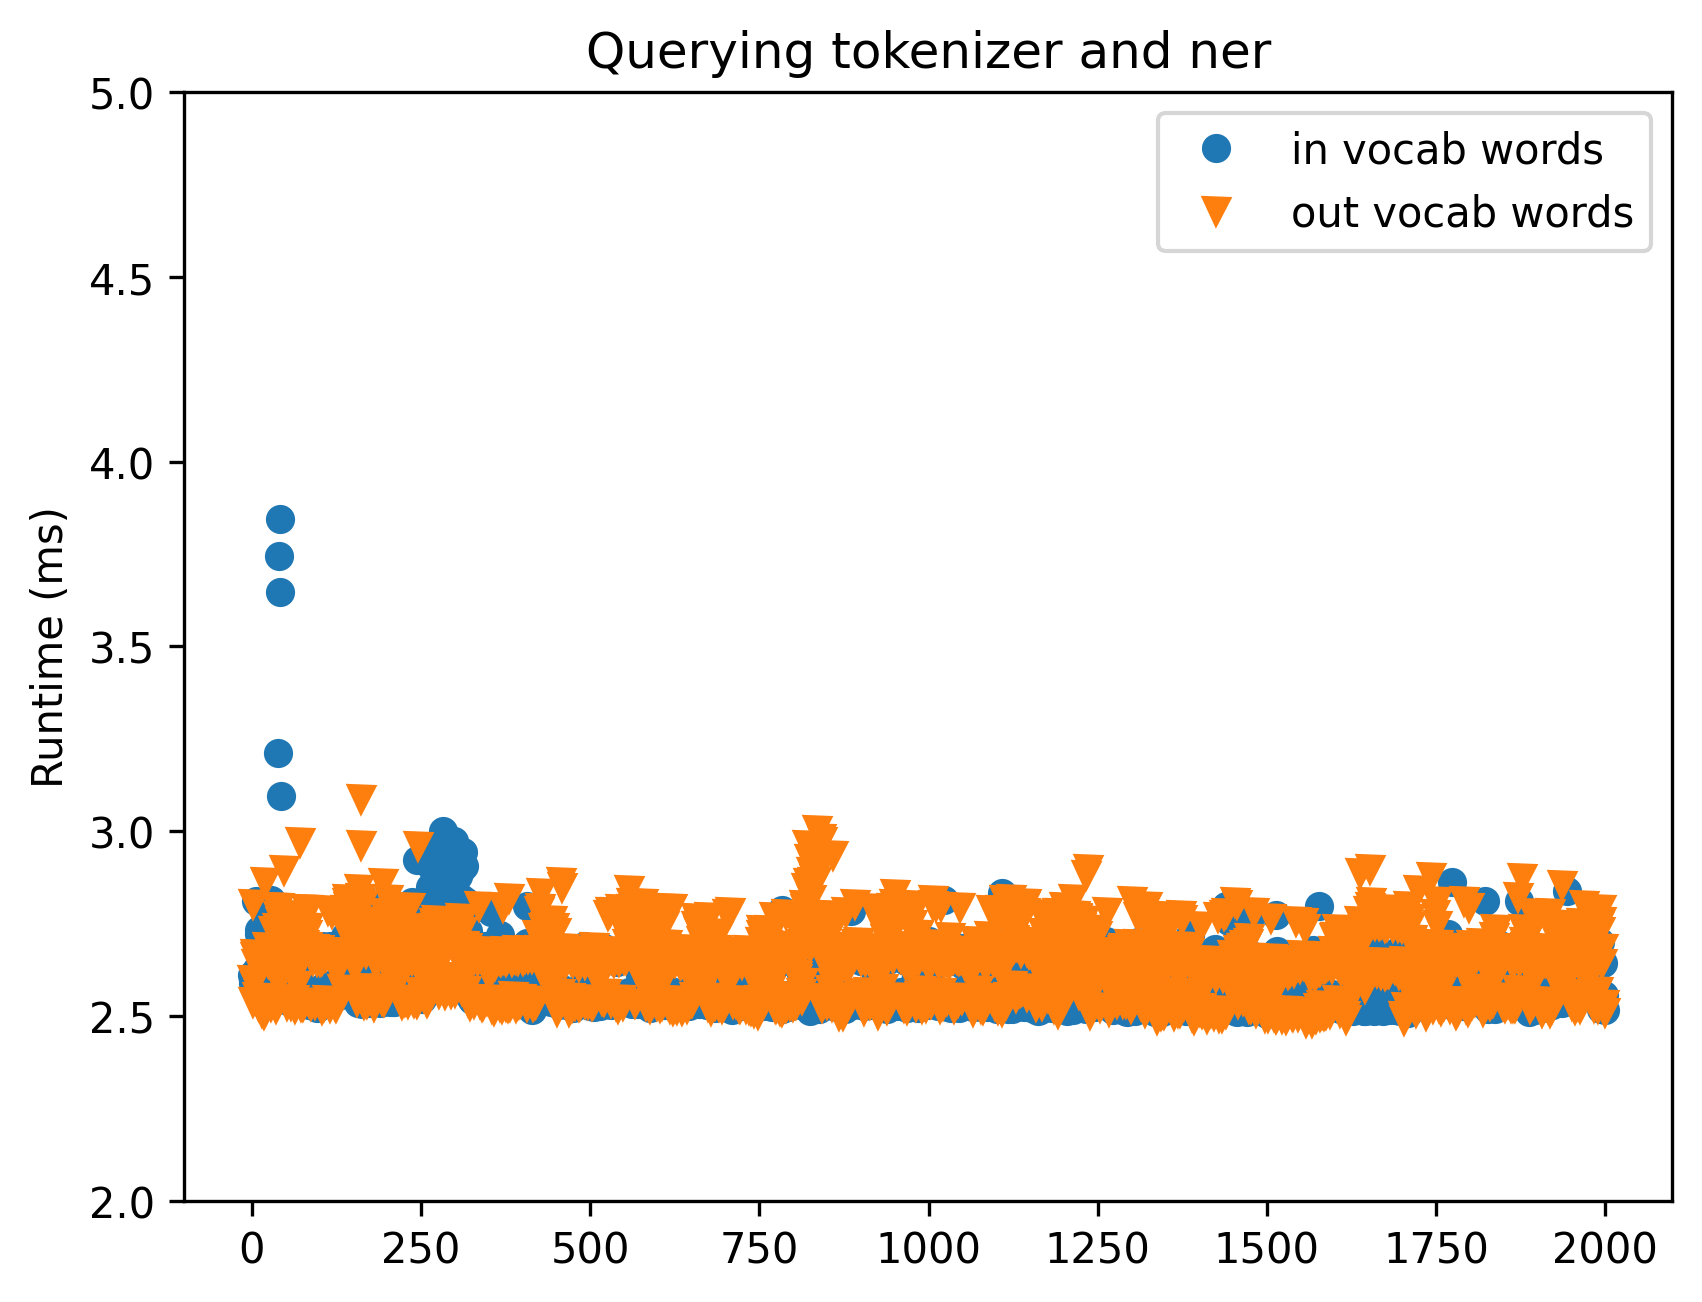 Querying tokenizer and ner
5.0
4.5
4.0
3.5
3.0
2.5
2.0
Runtime (ms)
in vocab words
out vocab words
0 250 500 750 1000 1250 1500 1750 2000